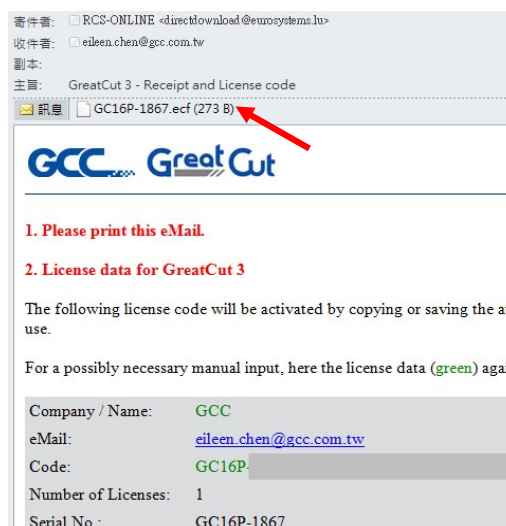 寄件者: RCS-ONLINE <directdownload@eurosystems.lu>
收件者: eileen.chen@gcc.com.tw
副本:
主旨: GreatCut 3 - Receipt and License code
訊息 GC16P-1867.ecf (273 B)
GCC GreatCut
1. Please print this eMail.
2. License data for GreatCut 3
The following license code will be activated by copying or saving the
use.
For a possibly necessary manual input, here the license data (green)
Company / Name: GCC
eMail: eileen.chen@gcc.com.tw
Code: GC16P-
Number of Licenses: 1
Serial No.: GC16P-1867